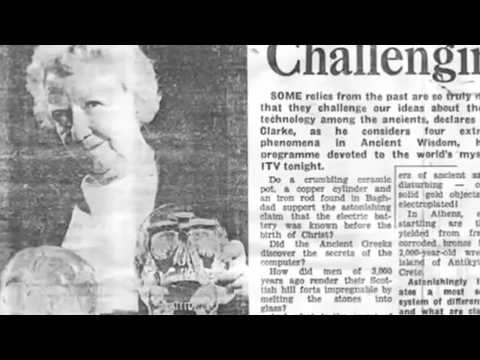 Challengin
SOME relics from the past are so truly
that they challenge our ideas about the
technology among the ancients, declares
Clarke, as he considers four extr
phenomena in Ancient Wisdom, h
programme devoted to the world's mys
ITV tonight.
Do a crumbling ceramic
pot, a copper cylinder and
an iron rod found in Bagh-
dad support the astonishing
claim that the electric bat-
tery was known before the
birth of Christ?
Did the Ancient Greeks
discover the secrets of the
computer?
How did men of 3,000
years ago render their Scot-
tish hill forts impregnable by
melting the stones into
glass?
ers of ancient
disturbing —
solid gold objects
electroplated!
In Athens,
startling are th
yielded from
corroded bronze
2,000-year-old wre
island of Antiky
Crete.
Astonishingly
ates a most
system of different
and what are